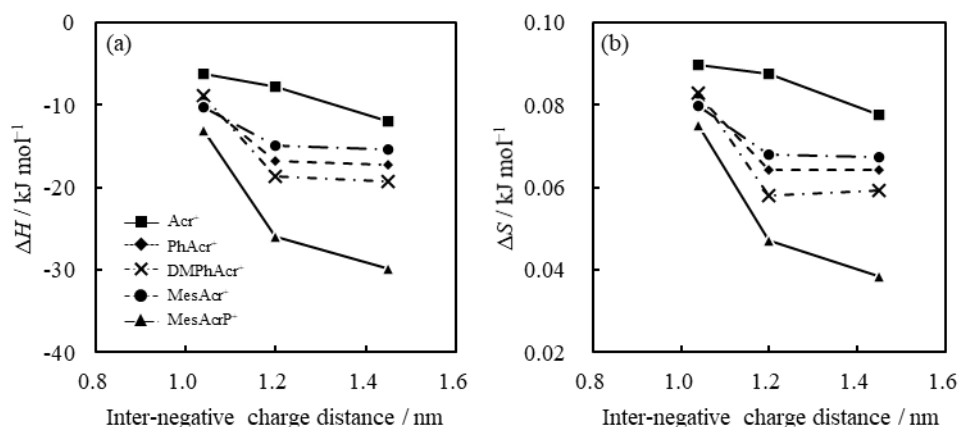 (a)
0
-10
-20
-30
-40
ΔH / kJ mol⁻¹
Acr⁺
PhAcr⁺
DMPhAcr⁺
MesAcr⁺
MesAcrP⁺
0.8 1.0 1.2 1.4 1.6
Inter-negative charge distance / nm
(b)
0.10
0.08
0.06
0.04
0.02
ΔS / kJ mol⁻¹
0.8 1.0 1.2 1.4 1.6
Inter-negative charge distance / nm